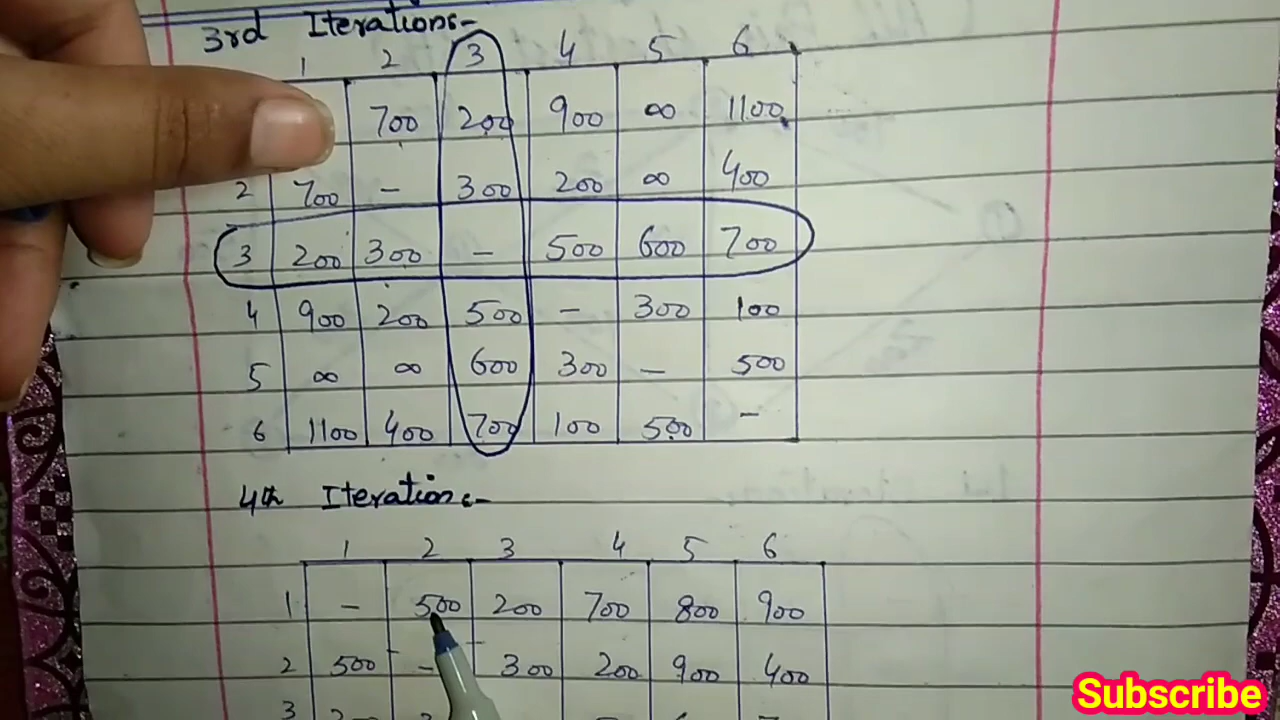 3rd Iterations:-
1 2 3 4 5 6
700 200 900 ∞ 1100
2 700 - 300 200 ∞ 400
3 200 300 - 500 600 700
4 900 200 500 - 300 100
5 ∞ ∞ 600 300 - 500
6 1100 400 700 100 500 -
4th Iteration:-
1 2 3 4 5 6
1 - 500 200 700 800 900
2 500 - 300 200 900 400
3
Subscribe